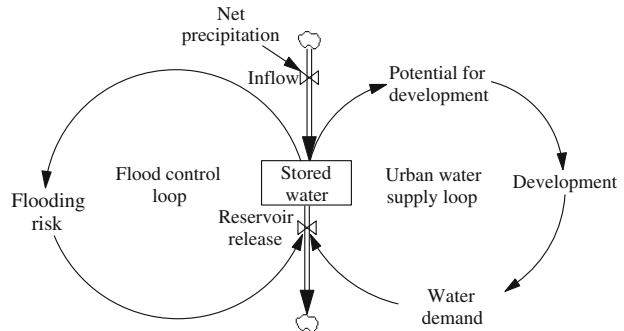 Net
precipitation
Inflow
Potential for
development
Flood control
loop
Stored
water
Urban water
supply loop
Development
Flooding
risk
Reservoir
release
Water
demand